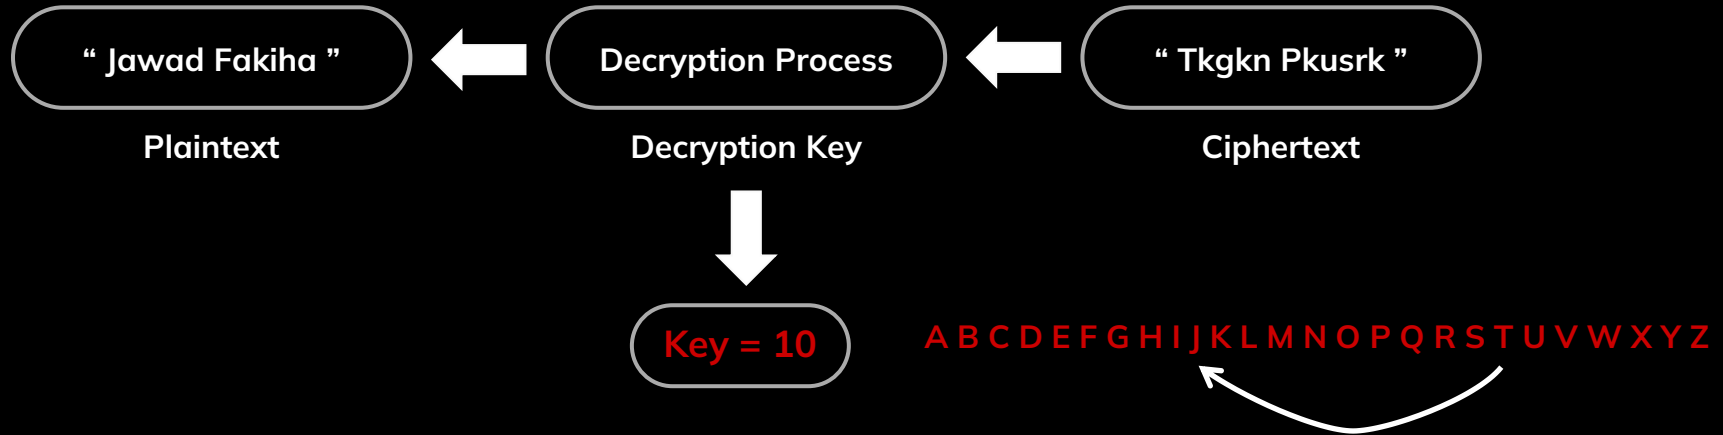 “ Jawad Fakiha ”
Decryption Process
“ Tkgkn Pkusrk ”
Plaintext
Decryption Key
Ciphertext
Key = 10
A B C D E F G H I J K L M N O P Q R S T U V W X Y Z